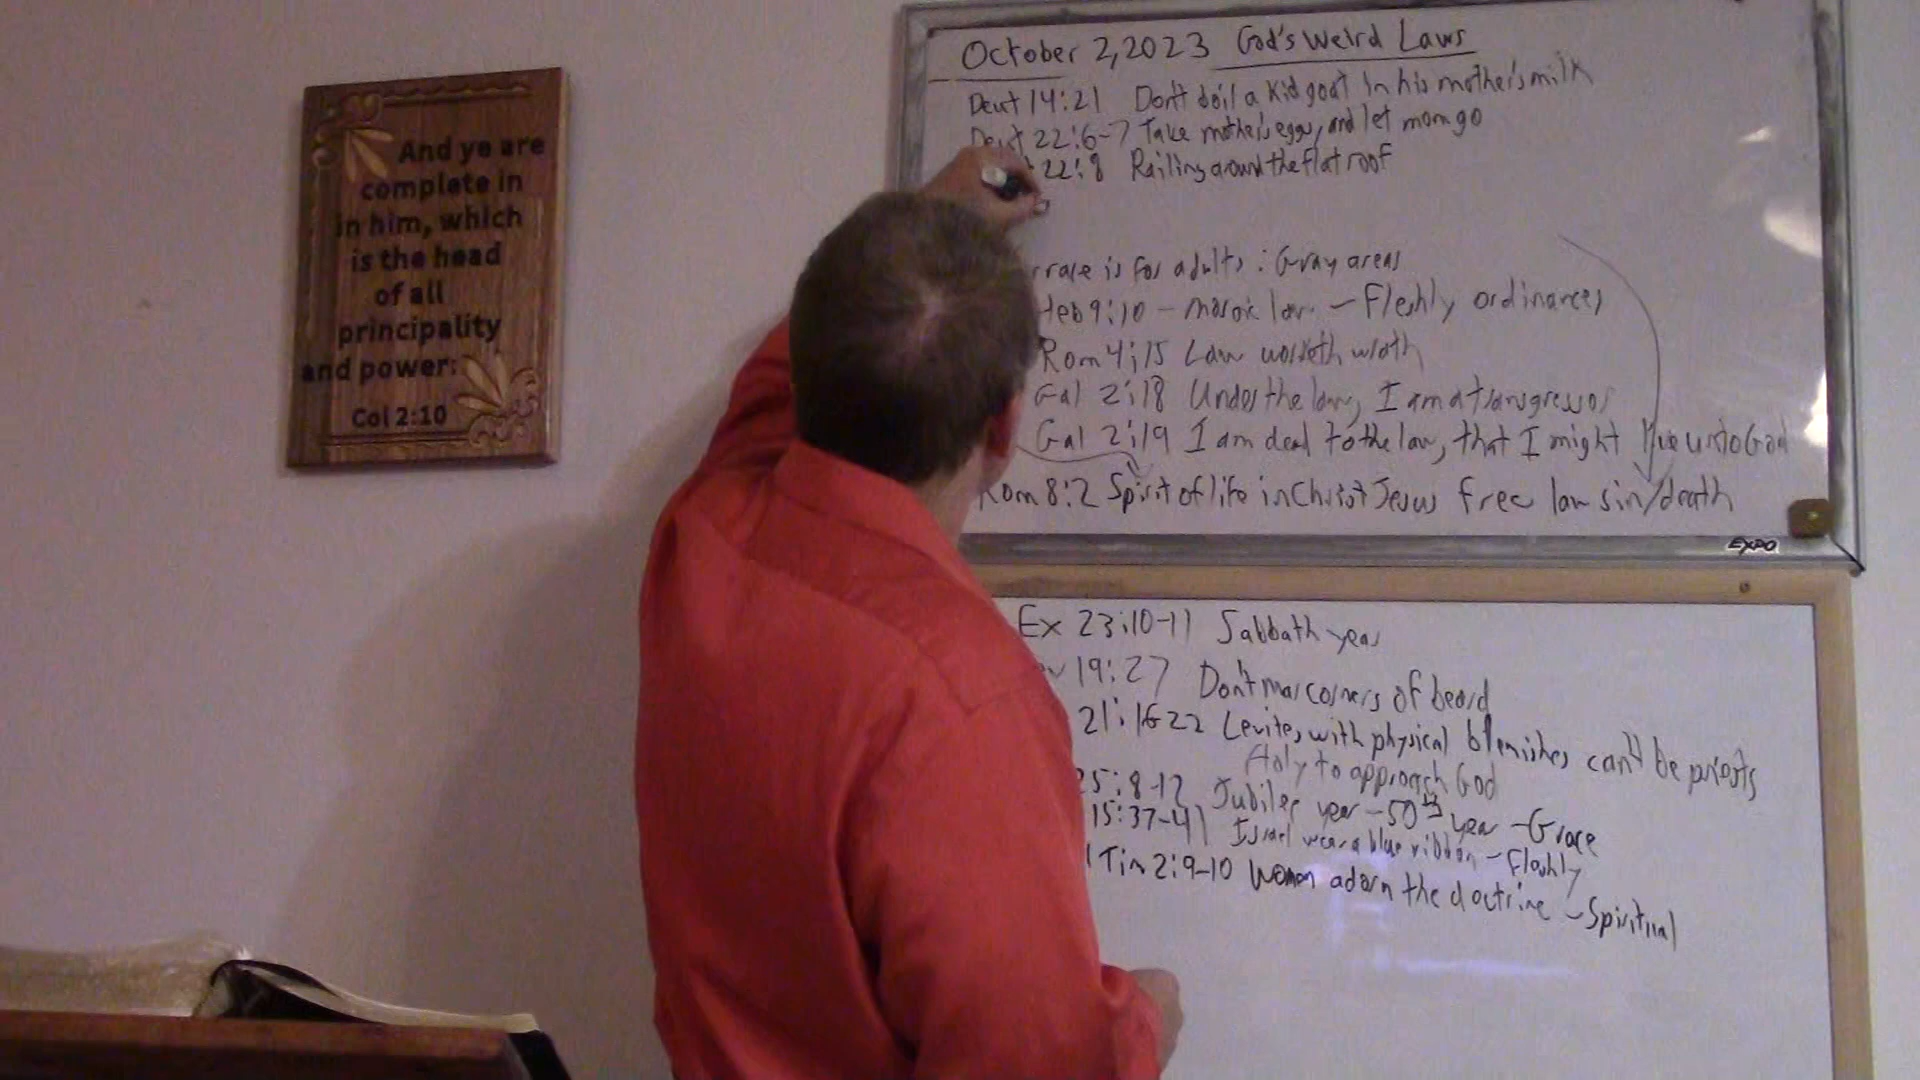 And ye are
complete in
in him, which
is the head
of all
principality
and power:
Col 2:10
October 2, 2023 God's Weird Laws
Deut 14:21 Don't boil a kid goat in his mother's milk
Deut 22:6-7 Take mother's eggs, and let mom go
22:8 Railing around the flat roof
is for adults: Gray areas
Heb 9:10 - mosaic law - Fleshly ordinances
Rom 4:15 Law worketh wrath
Gal 2:18 Under the law, I am a transgressor
Gal 2:19 I am dead to the law, that I might live unto God
Rom 8:2 Spirit of life in Christ Jesus free law sin/death
EXPO
Ex 23:10-11 Sabbath year
19:27 Don't mar corners of beard
21:16-22 Levites with physical blemishes can't be priests
Holy to approach God
25:8-12 Jubilee year - 50th year - Grace
15:37-41 Israel wear a blue ribbon - Fleshly
1 Tim 2:9-10 Women adorn the doctrine - Spiritual